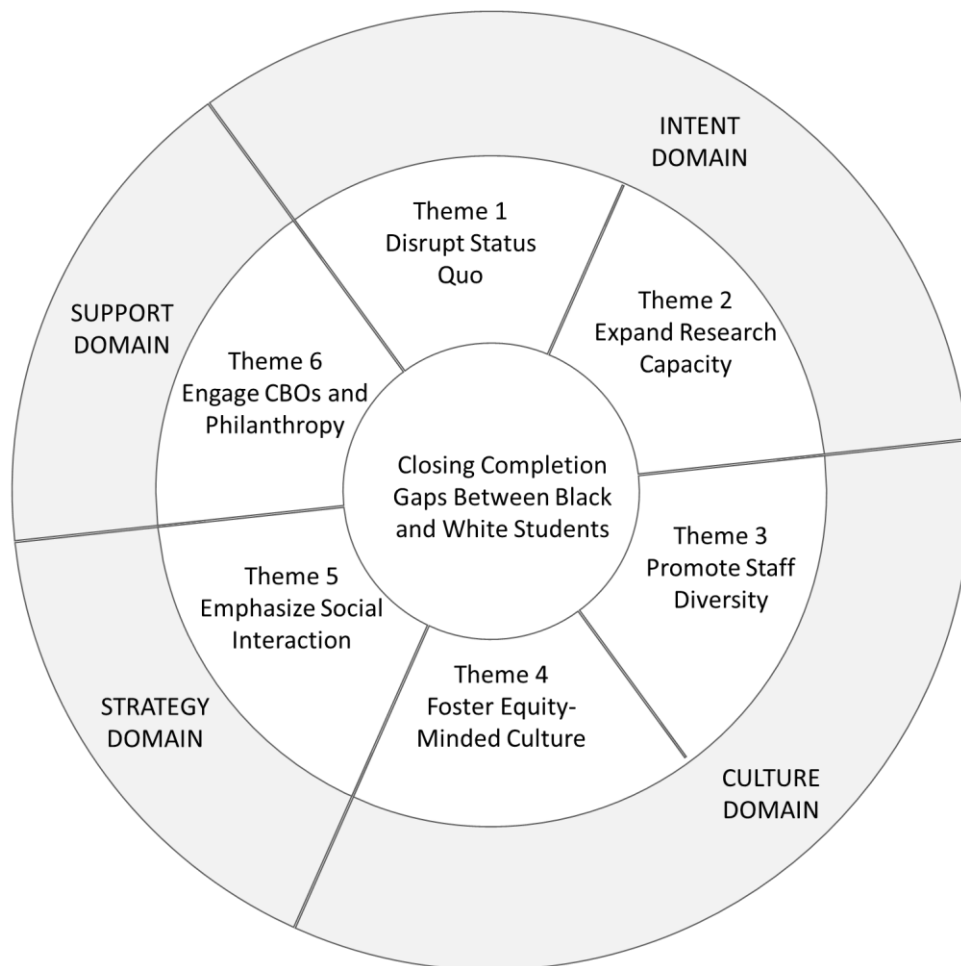 INTENT
DOMAIN
Theme 1
Disrupt Status
Quo
Theme 2
Expand Research
Capacity
SUPPORT
DOMAIN
Theme 6
Engage CBOs and
Philanthropy
Closing Completion
Gaps Between Black
and White Students
Theme 3
Promote Staff
Diversity
Theme 5
Emphasize Social
Interaction
Theme 4
Foster Equity-
Minded Culture
STRATEGY
DOMAIN
CULTURE
DOMAIN